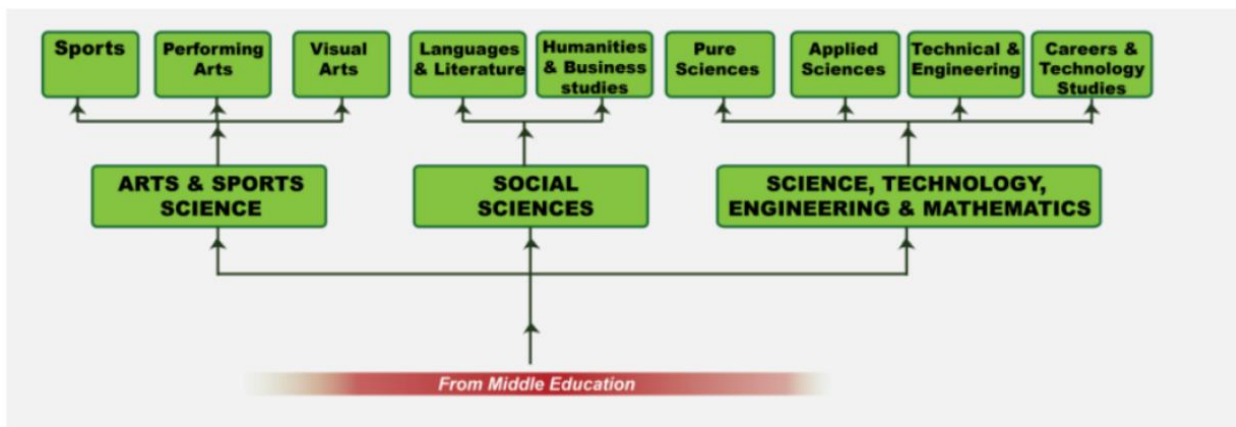 Sports
Performing
Arts
Visual
Arts
Languages
& Literature
Humanities
& Business
studies
Pure
Sciences
Applied
Sciences
Technical &
Engineering
Careers &
Technology
Studies
ARTS & SPORTS
SCIENCE
SOCIAL
SCIENCES
SCIENCE, TECHNOLOGY,
ENGINEERING & MATHEMATICS
From Middle Education